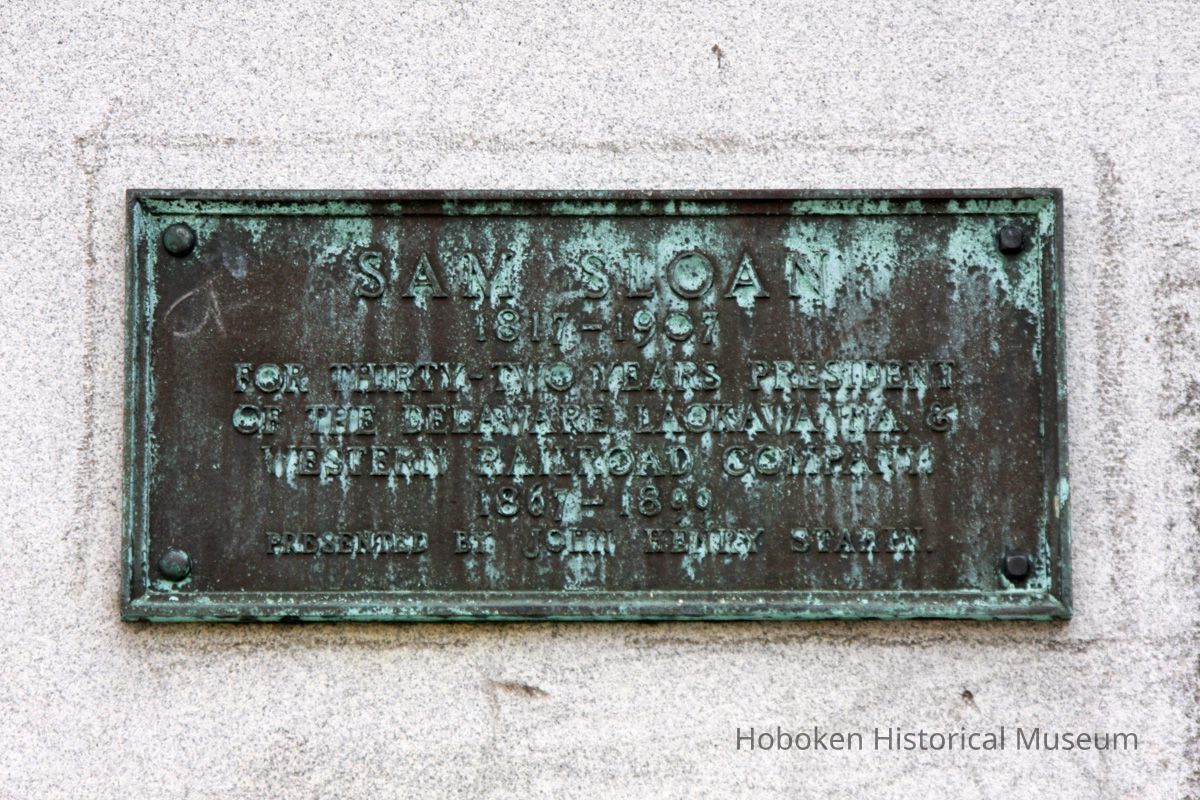 SAM SLOAN
1817–1907
FOR THIRTY-TWO YEARS PRESIDENT
OF THE DELAWARE LACKAWANNA &
WESTERN RAILROAD COMPANY.
1867–1899
PRESENTED BY JOHN HENRY STARIN.
Hoboken Historical Museum